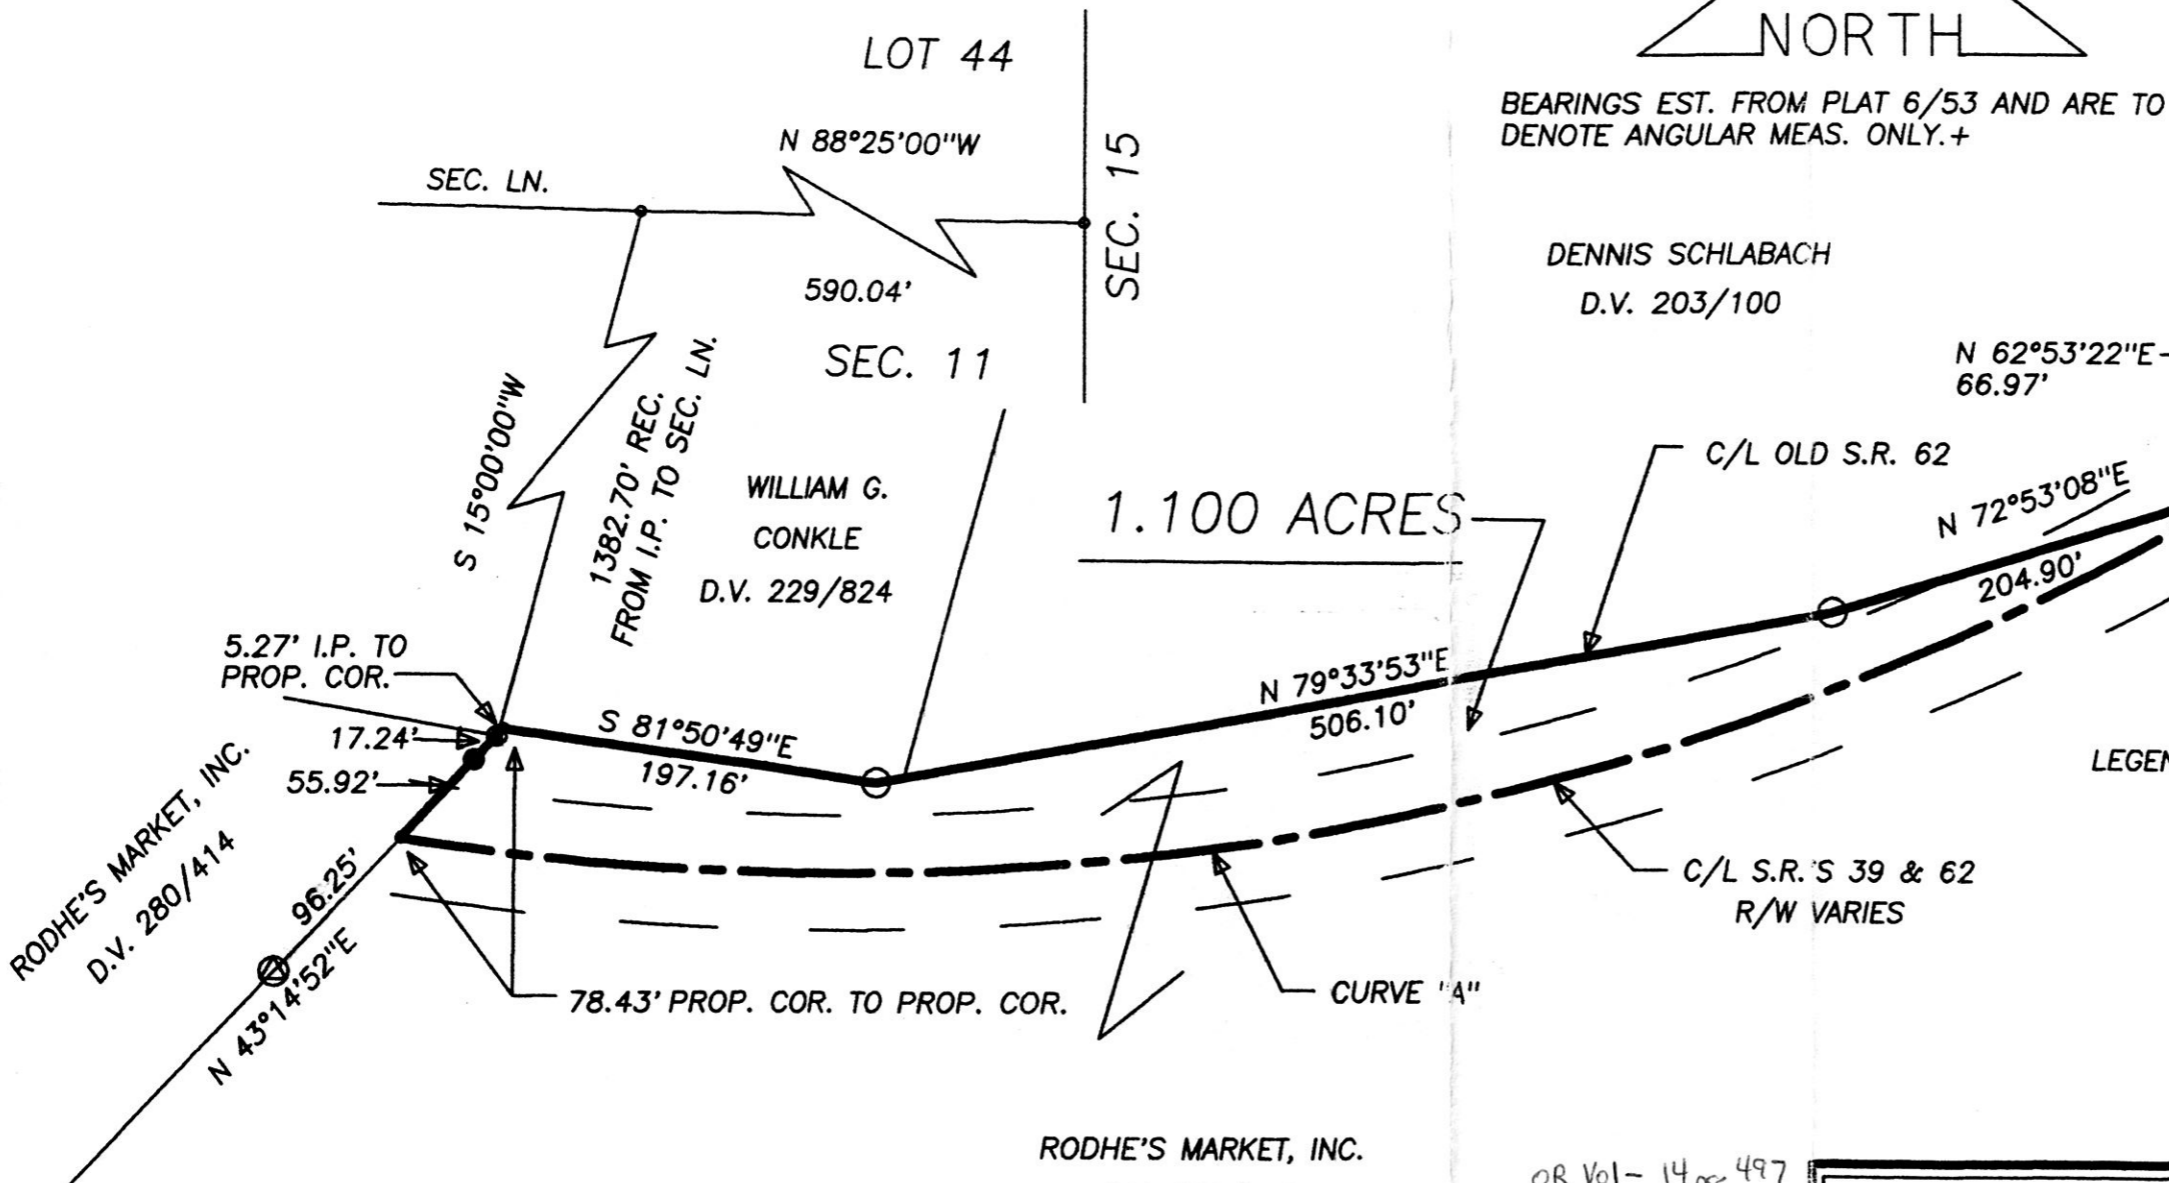 LOT 44
NORTH
BEARINGS EST. FROM PLAT 6/53 AND ARE TO
DENOTE ANGULAR MEAS. ONLY.+
N 88°25'00"W
SEC. LN.
SEC. 15
590.04'
SEC. 11
DENNIS SCHLABACH
D.V. 203/100
N 62°53'22"E
66.97'
S 15°00'00"W
1382.70' REC.
FROM I.P. TO SEC. LN.
WILLIAM G.
CONKLE
D.V. 229/824
1.100 ACRES
C/L OLD S.R. 62
N 72°53'08"E
204.90'
5.27' I.P. TO
PROP. COR.
17.24'
55.92'
S 81°50'49"E
197.16'
N 79°33'53"E
506.10'
LEGEN
RODHE'S MARKET, INC.
D.V. 280/414
96.25'
N 43°14'52"E
78.43' PROP. COR. TO PROP. COR.
CURVE "A"
C/L S.R.'S 39 & 62
R/W VARIES
RODHE'S MARKET, INC.
OR Vol- 14 pg 497